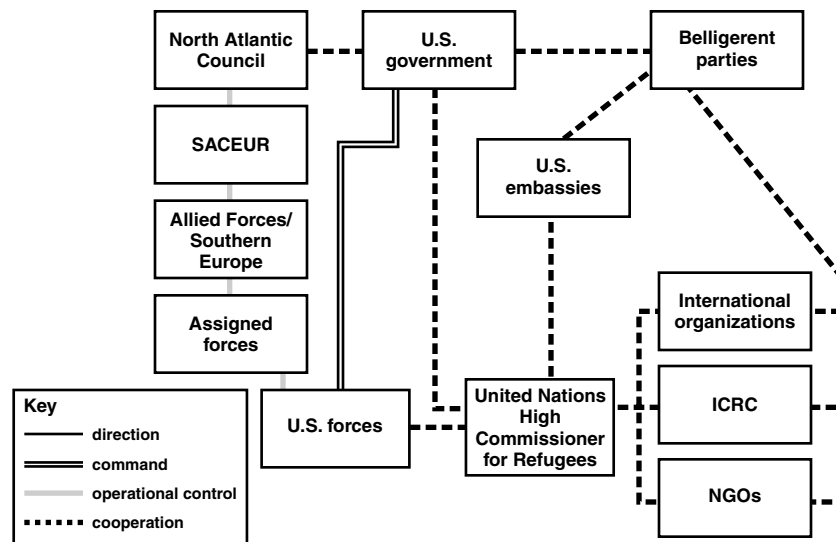 North Atlantic
Council
U.S.
government
Belligerent
parties
SACEUR
U.S.
embassies
Allied Forces/
Southern
Europe
International
organizations
Assigned
forces
United Nations
High
Commissioner
for Refugees
ICRC
U.S. forces
NGOs
Key
direction
command
operational control
cooperation